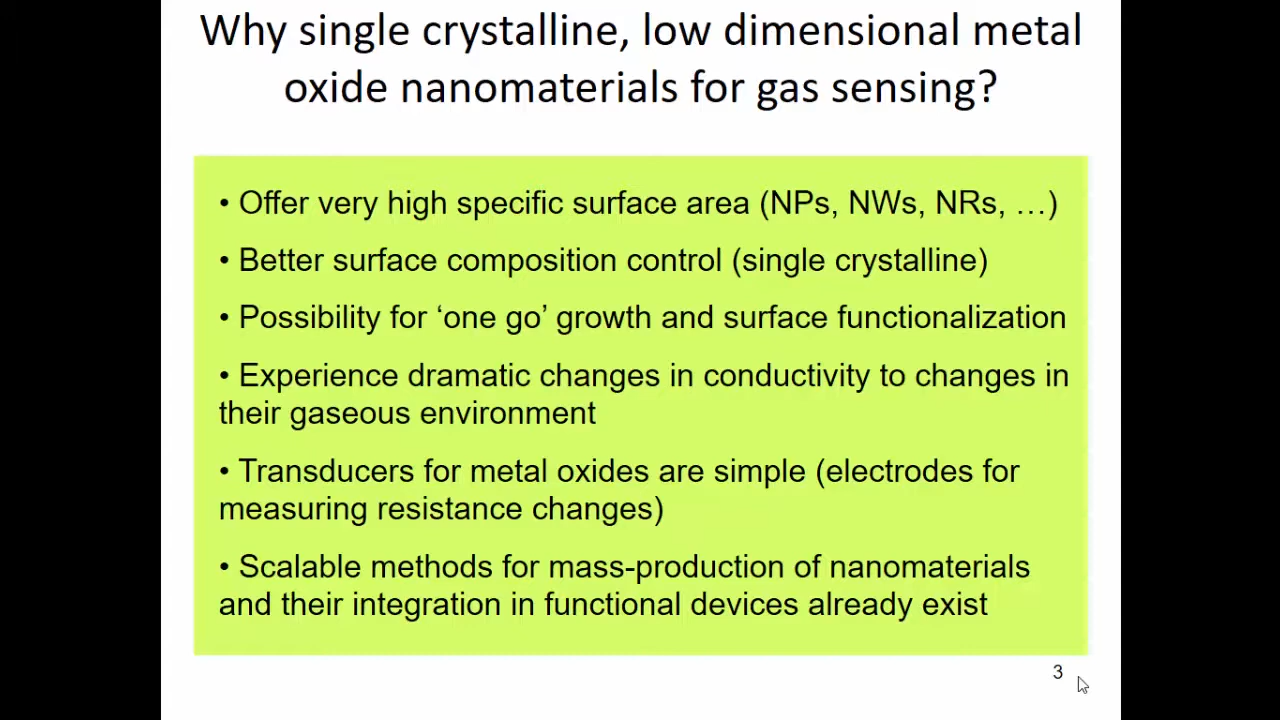 Why single crystalline, low dimensional metal
oxide nanomaterials for gas sensing?
• Offer very high specific surface area (NPs, NWs, NRs, …)
• Better surface composition control (single crystalline)
• Possibility for ‘one go’ growth and surface functionalization
• Experience dramatic changes in conductivity to changes in
their gaseous environment
• Transducers for metal oxides are simple (electrodes for
measuring resistance changes)
• Scalable methods for mass-production of nanomaterials
and their integration in functional devices already exist
3